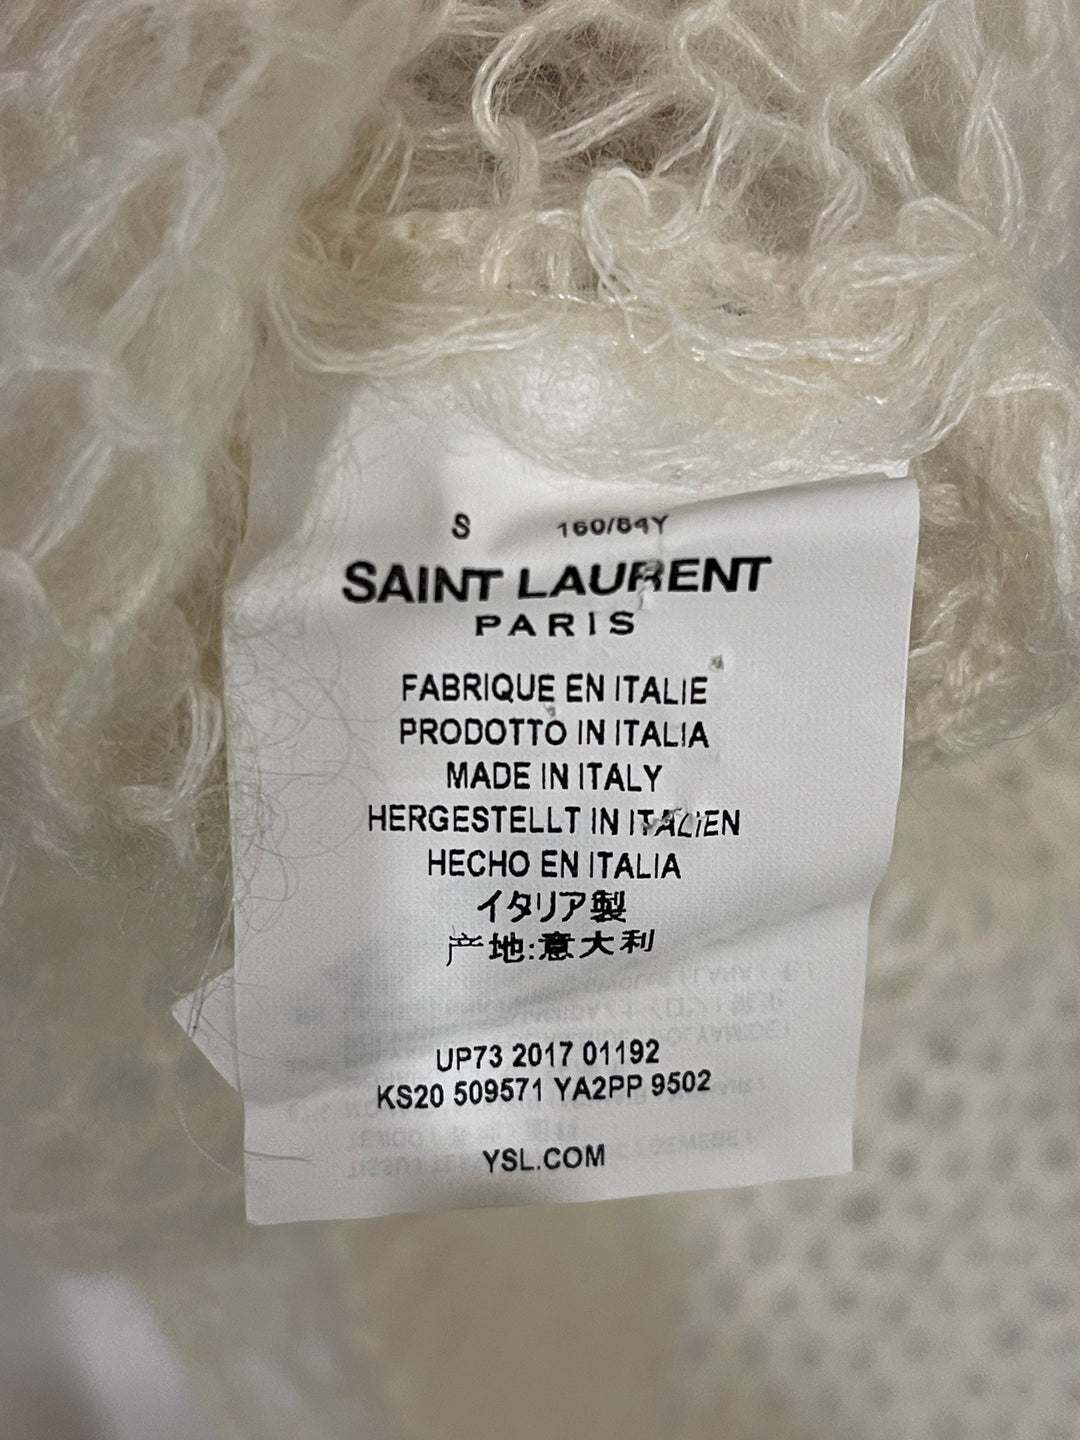 S 160/84Y
SAINT LAURENT
PARIS
FABRIQUE EN ITALIE
PRODOTTO IN ITALIA
MADE IN ITALY
HERGESTELLT IN ITALIEN
HECHO EN ITALIA
イタリア製
产地:意大利
UP73 2017 01192
KS20 509571 YA2PP 9502
YSL.COM